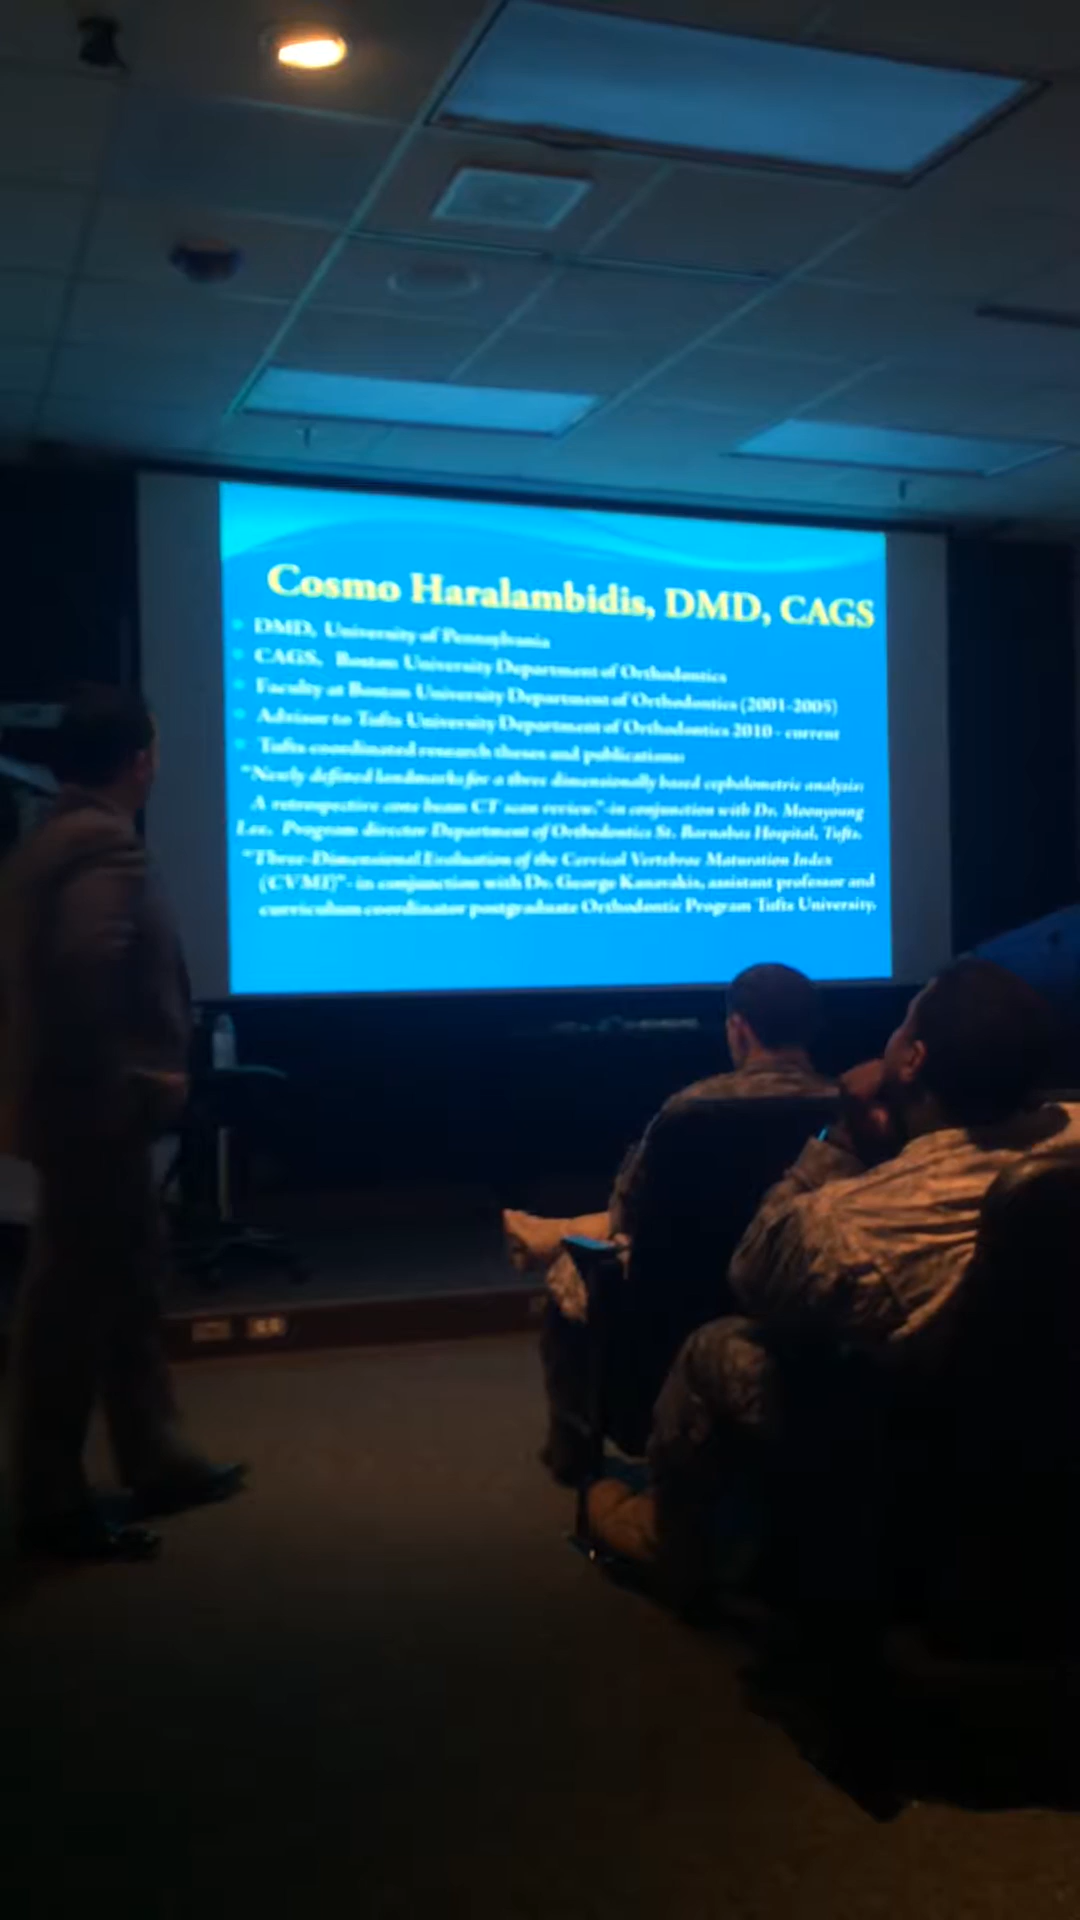 Cosmo Haralambidis, DMD, CAGS
DMD, University of Pennsylvania
CAGS, Boston University Department of Orthodontics
Faculty at Boston University Department of Orthodontics (2001-2005)
Advisor to Tufts University Department of Orthodontics 2010 - current
Tufts coordinated research theses and publications:
"Newly defined landmarks for a three dimensionally based cephalometric analysis:
A retrospective cone beam CT scan review."-in conjunction with Dr. Moonyoung
Lee, Program director Department of Orthodontics St. Barnabas Hospital, Tufts.
"Three-Dimensional Evaluation of the Cervical Vertebrae Maturation Index
(CVMI)"- in conjunction with Dr. George Kanavakis, assistant professor and
curriculum coordinator postgraduate Orthodontic Program Tufts University.